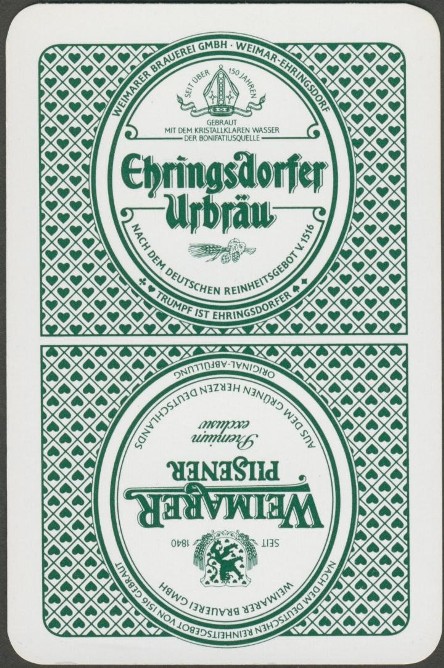 WEIMARER BRAUEREI GMBH · WEIMAR-EHRINGSDORF
SEIT ÜBER 150 JAHREN
GEBRAUT
MIT DEM KRISTALLKLAREN WASSER
DER BONIFATIUSQUELLE
Ehringsdorfer
Urbräu
NACH DEM DEUTSCHEN REINHEITSGEBOT V. 1516
♣ ♦ TRUMPF IST EHRINGSDORFER ♥ ♠
NACH DEM DEUTSCHEN REINHEITSGEBOT VON 1516 GEBRAUT
WEIMARER BRAUEREI GMBH
SEIT 1840
WEIMARER
PILSENER
Premium
exclusiv
AUS DEM GRÜNEN HERZEN DEUTSCHLANDS
ORIGINAL-ABFÜLLUNG